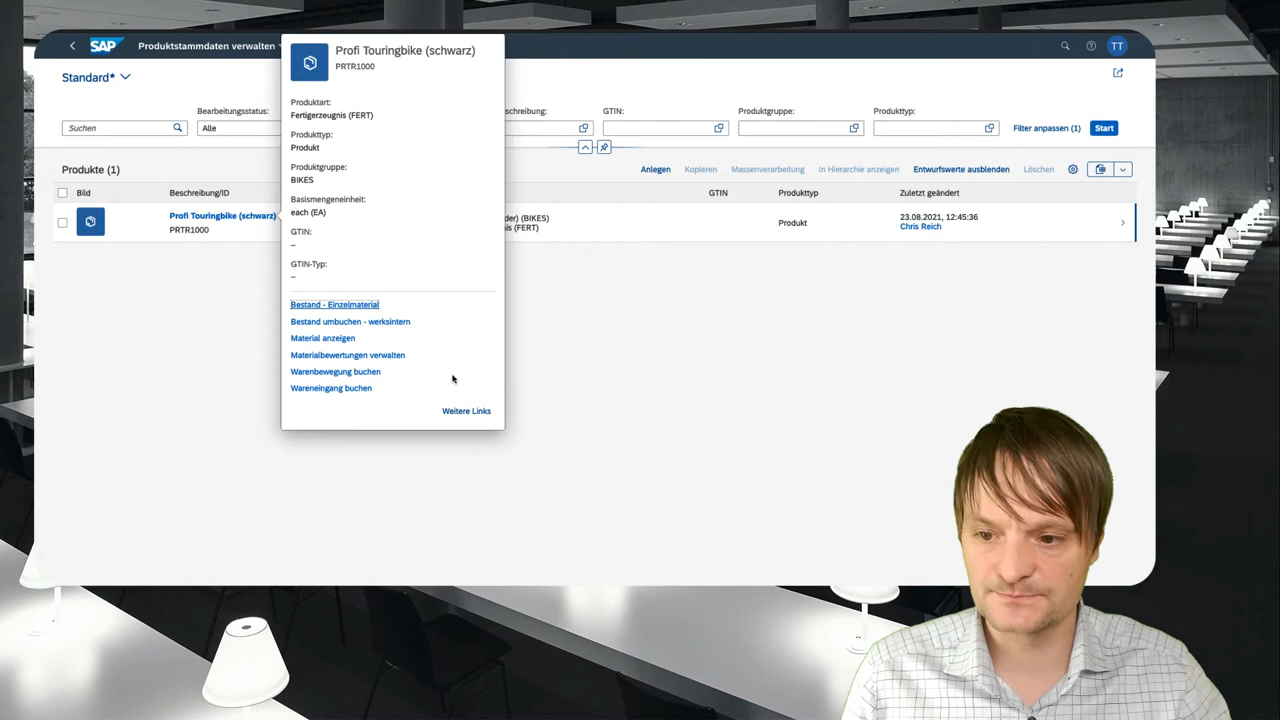 SAP
Produktstammdaten verwalten
TT
Standard*
Bearbeitungsstatus:
GTIN:
Produktgruppe:
Produkttyp:
Suchen
Alle
Filter anpassen (1)
Start
Produkte (1)
Anlegen
Kopieren
Massenverarbeitung
In Hierarchie anzeigen
Entwurfswerte ausblenden
Löschen
Bild
Beschreibung/ID
GTIN
Produkttyp
Zuletzt geändert
Profi Touringbike (schwarz)
PRTR1000
(BIKES)
(FERT)
Produkt
23.08.2021, 12:45:36
Chris Reich
Profi Touringbike (schwarz)
PRTR1000
Produktart:
Fertigerzeugnis (FERT)
Produkttyp:
Produkt
Produktgruppe:
BIKES
Basismengeneinheit:
each (EA)
GTIN:
–
GTIN-Typ:
–
Bestand - Einzelmaterial
Bestand umbuchen - werksintern
Material anzeigen
Materialbewertungen verwalten
Warenbewegung buchen
Wareneingang buchen
Weitere Links